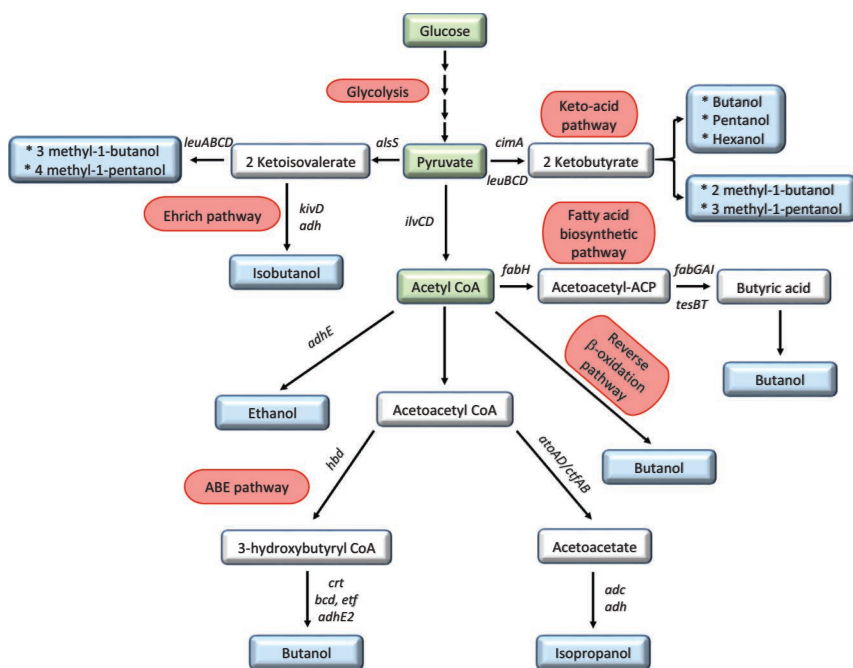 Glucose
Glycolysis
Keto-acid
pathway
* Butanol
* Pentanol
* Hexanol
* 3 methyl-1-butanol
* 4 methyl-1-pentanol
leuABCD
2 Ketoisovalerate
alsS
Pyruvate
cimA
leuBCD
2 Ketobutyrate
* 2 methyl-1-butanol
* 3 methyl-1-pentanol
Ehrich pathway
kivD
adh
Isobutanol
ilvCD
Fatty acid
biosynthetic
pathway
Acetyl CoA
fabH
Acetoacetyl-ACP
fabGAI
tesBT
Butyric acid
Butanol
adhE
Ethanol
Reverse
β-oxidation
pathway
Butanol
Acetoacetyl CoA
ABE pathway
hbd
atoAD/ctfAB
3-hydroxybutyryl CoA
Acetoacetate
crt
bcd, etf
adhE2
adc
adh
Butanol
Isopropanol